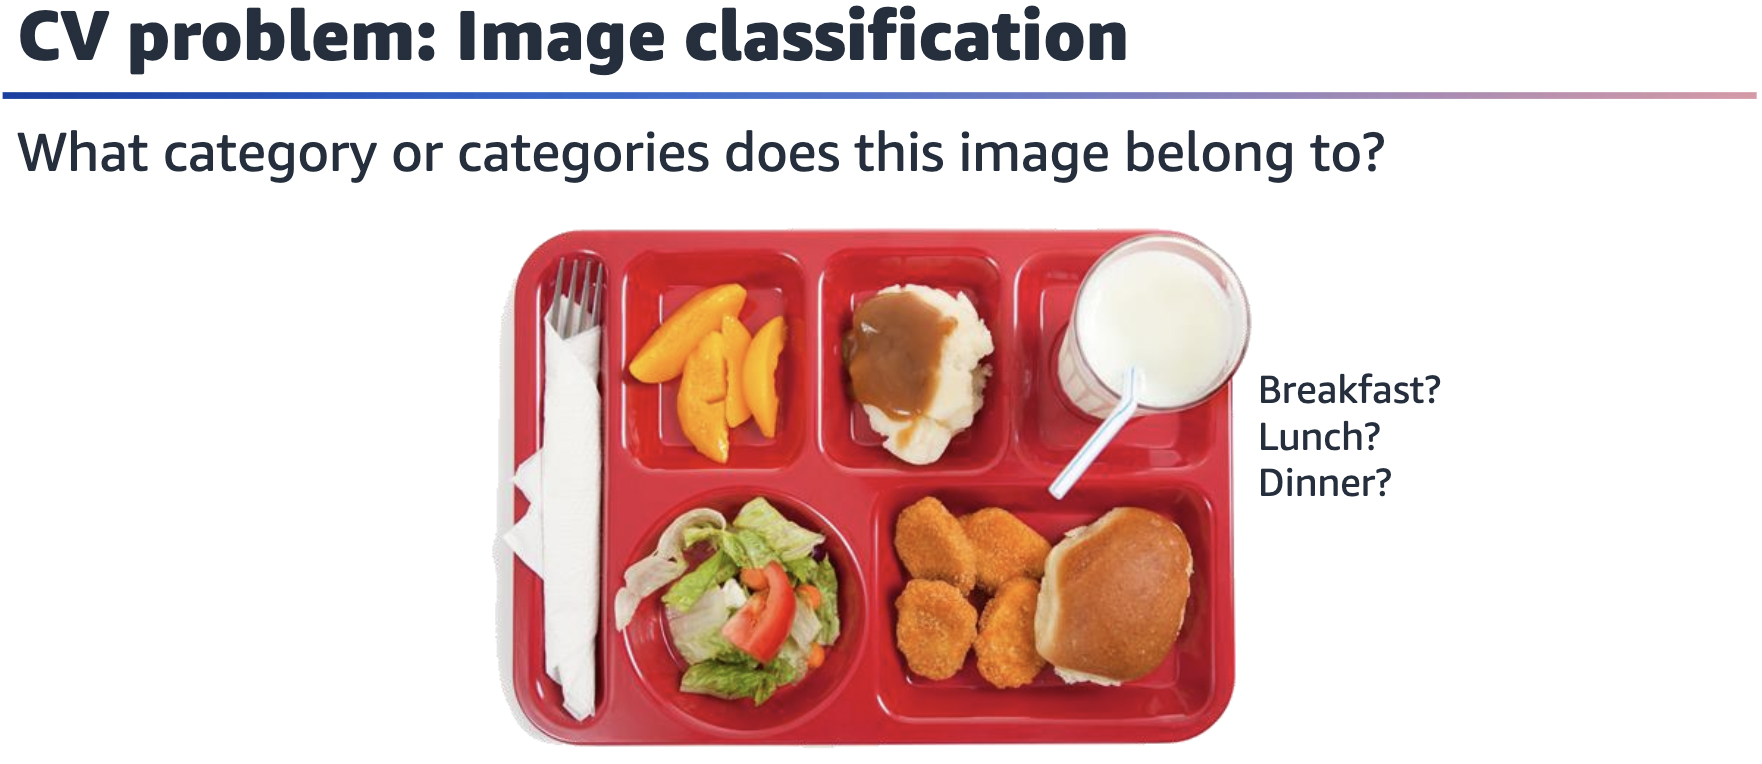 CV problem: Image classification
What category or categories does this image belong to?
Breakfast?
Lunch?
Dinner?